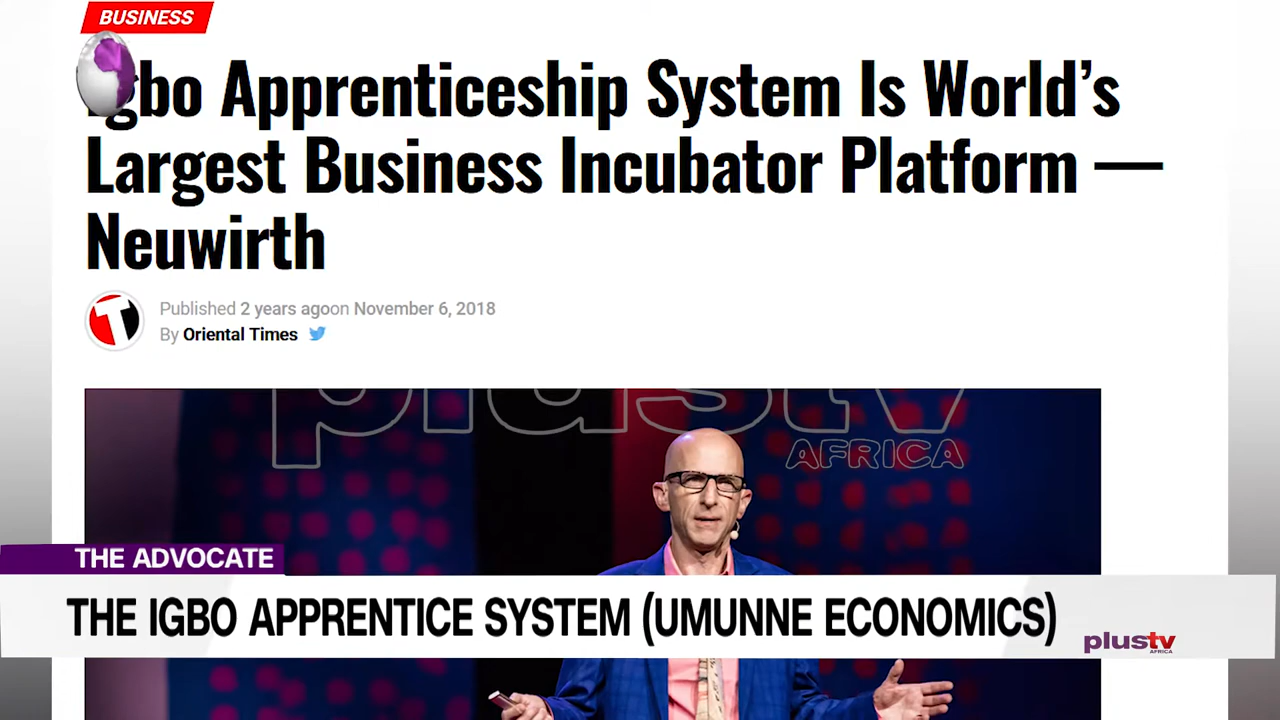 BUSINESS
Igbo Apprenticeship System Is World’s
Largest Business Incubator Platform —
Neuwirth
T
Published 2 years agoon November 6, 2018
By Oriental Times
plustv
AFRICA
THE ADVOCATE
THE IGBO APPRENTICE SYSTEM (UMUNNE ECONOMICS)
plustv
AFRICA